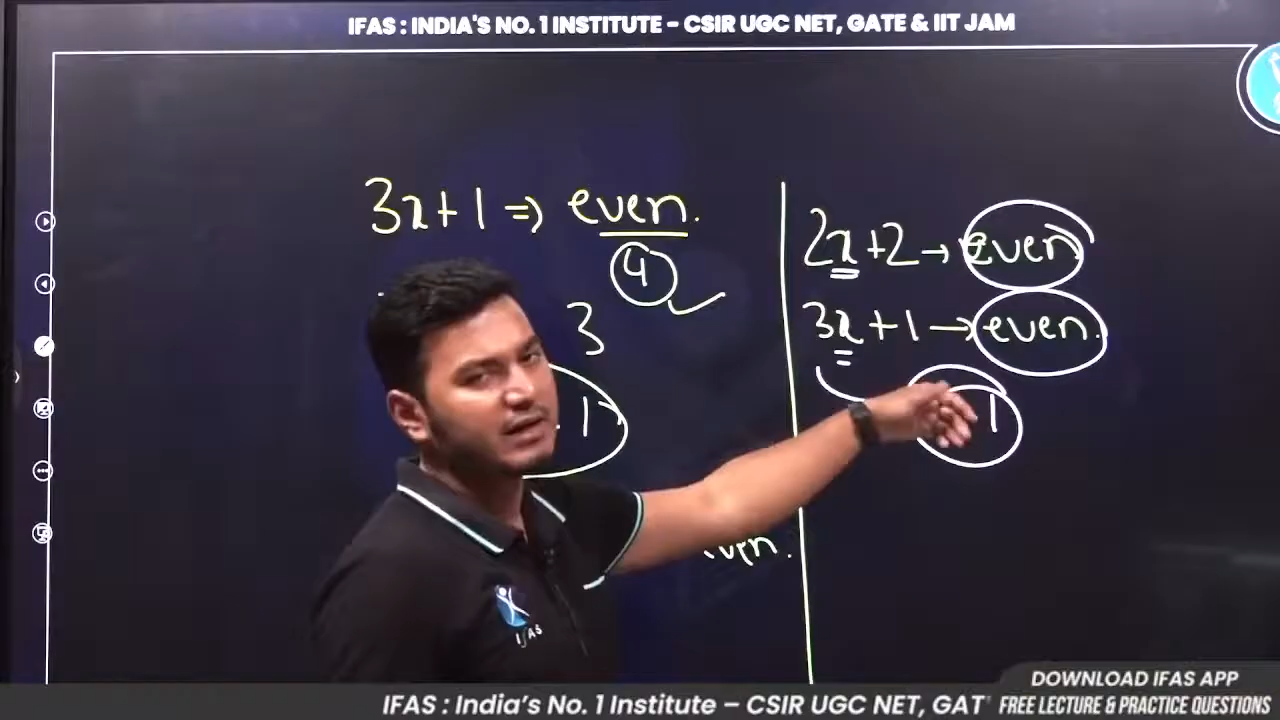 IFAS : INDIA'S NO. 1 INSTITUTE - CSIR UGC NET, GATE & IIT JAM
3x+1 ⇒ even.
4
3
1
2x+2 → even
3x+1 → even.
1
IFAS
DOWNLOAD IFAS APP
IFAS : India's No. 1 Institute – CSIR UGC NET, GAT
FREE LECTURE & PRACTICE QUESTIONS